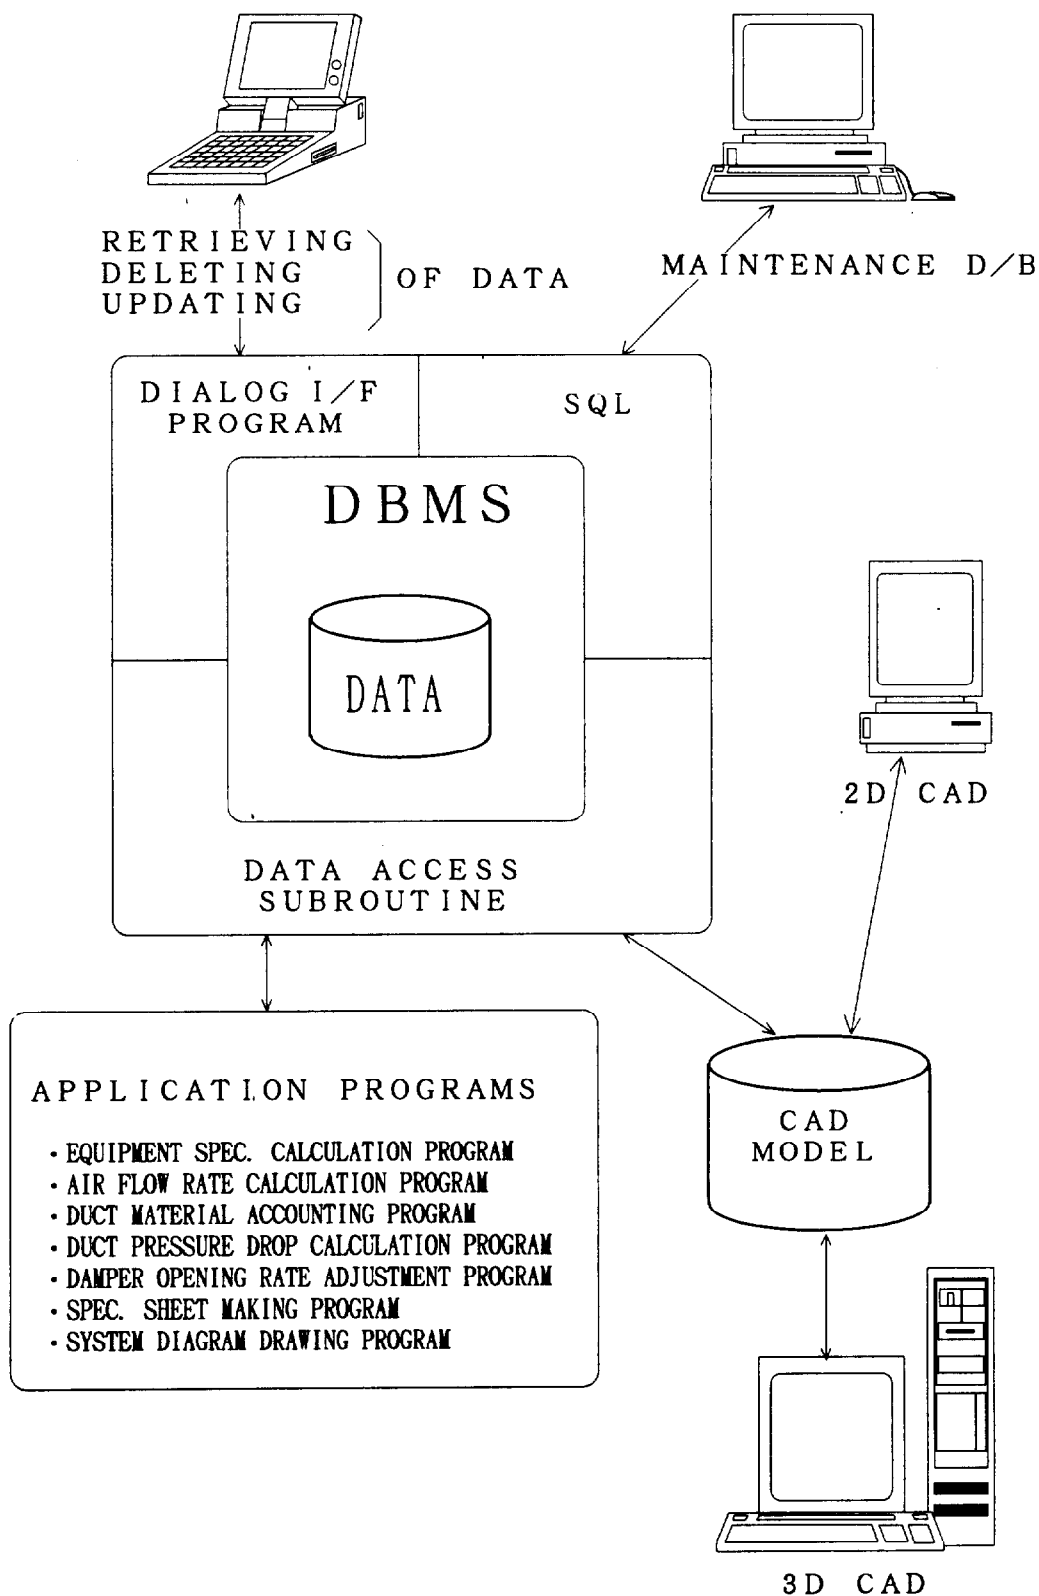 RETRIEVING
DELETING
UPDATING
OF DATA
MAINTENANCE D/B
DIALOG I/F
PROGRAM
SQL
DBMS
DATA
2D CAD
DATA ACCESS
SUBROUTINE
APPLICATION PROGRAMS
・EQUIPMENT SPEC. CALCULATION PROGRAM
・AIR FLOW RATE CALCULATION PROGRAM
・DUCT MATERIAL ACCOUNTING PROGRAM
・DUCT PRESSURE DROP CALCULATION PROGRAM
・DAMPER OPENING RATE ADJUSTMENT PROGRAM
・SPEC. SHEET MAKING PROGRAM
・SYSTEM DIAGRAM DRAWING PROGRAM
CAD
MODEL
3D CAD